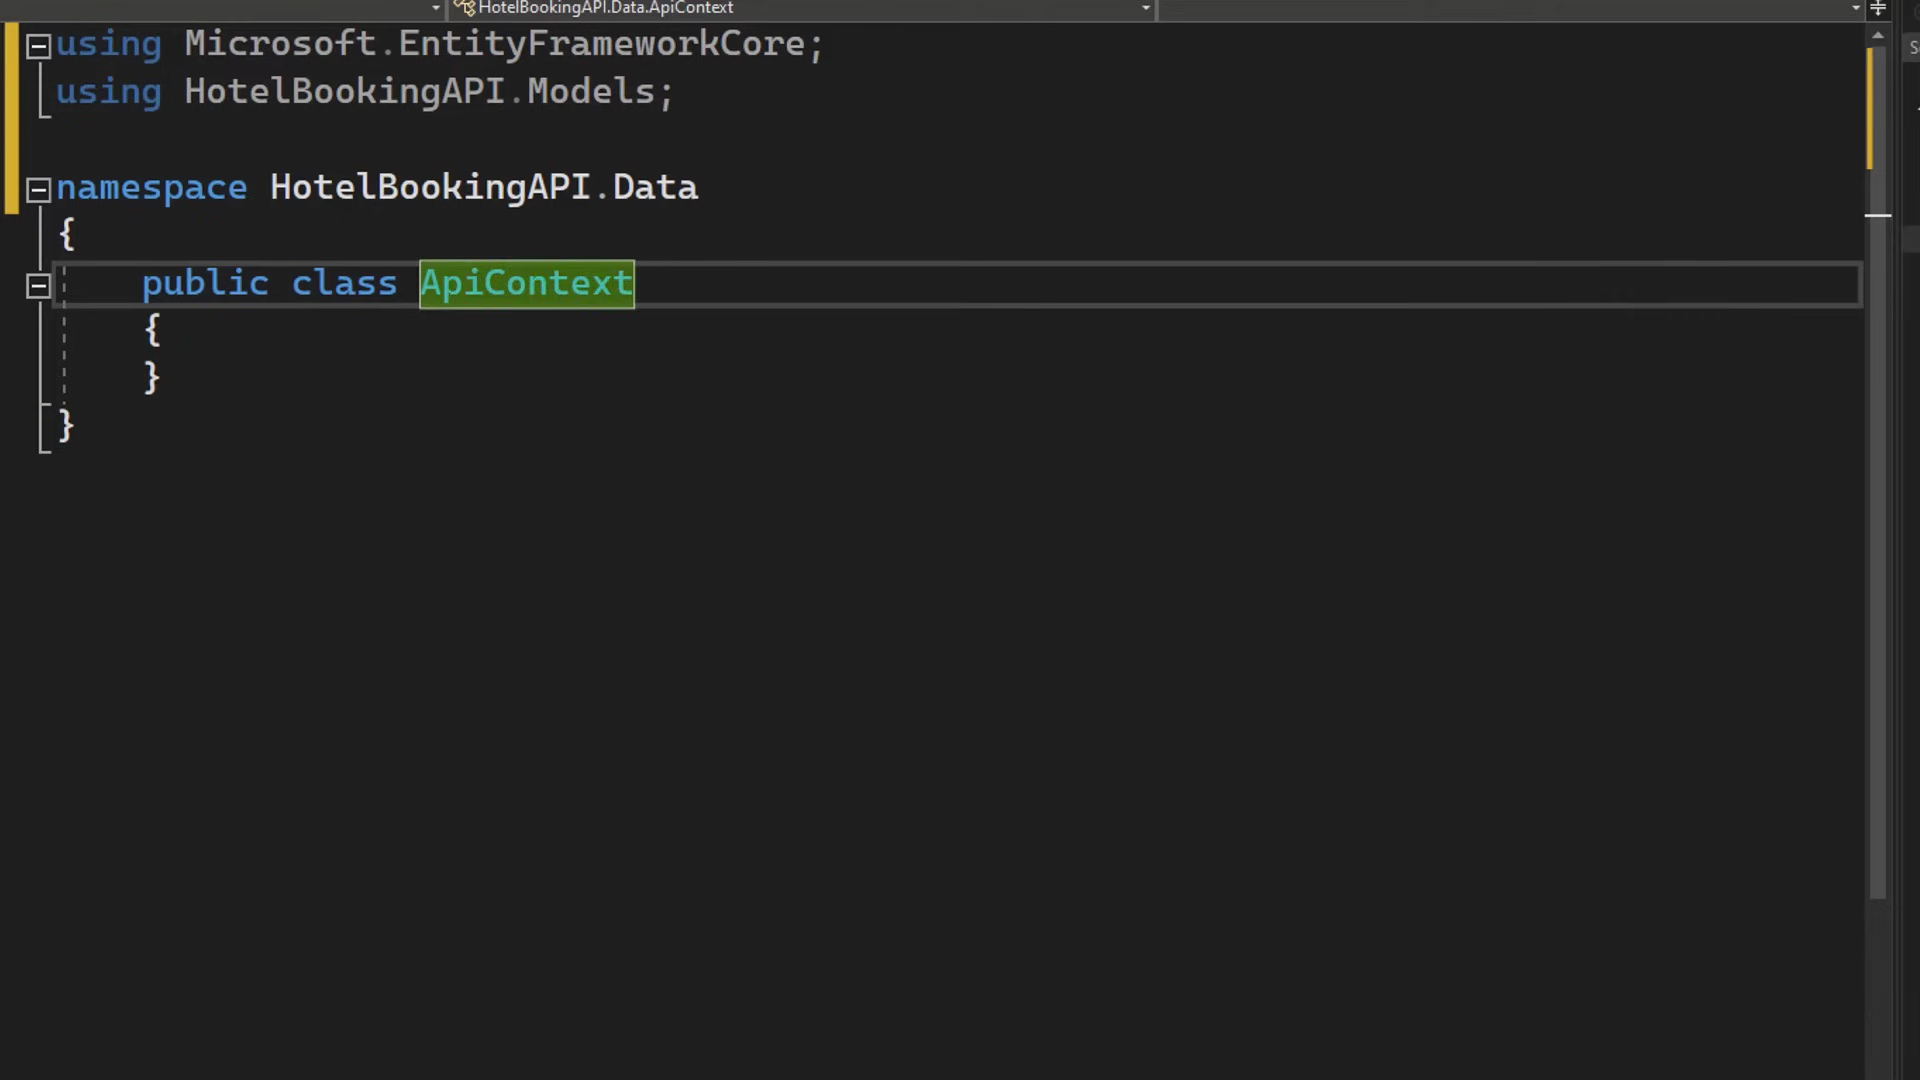 HotelBookingAPI.Data.ApiContext
using Microsoft.EntityFrameworkCore;
using HotelBookingAPI.Models;
namespace HotelBookingAPI.Data
{
public class ApiContext
{
}
}